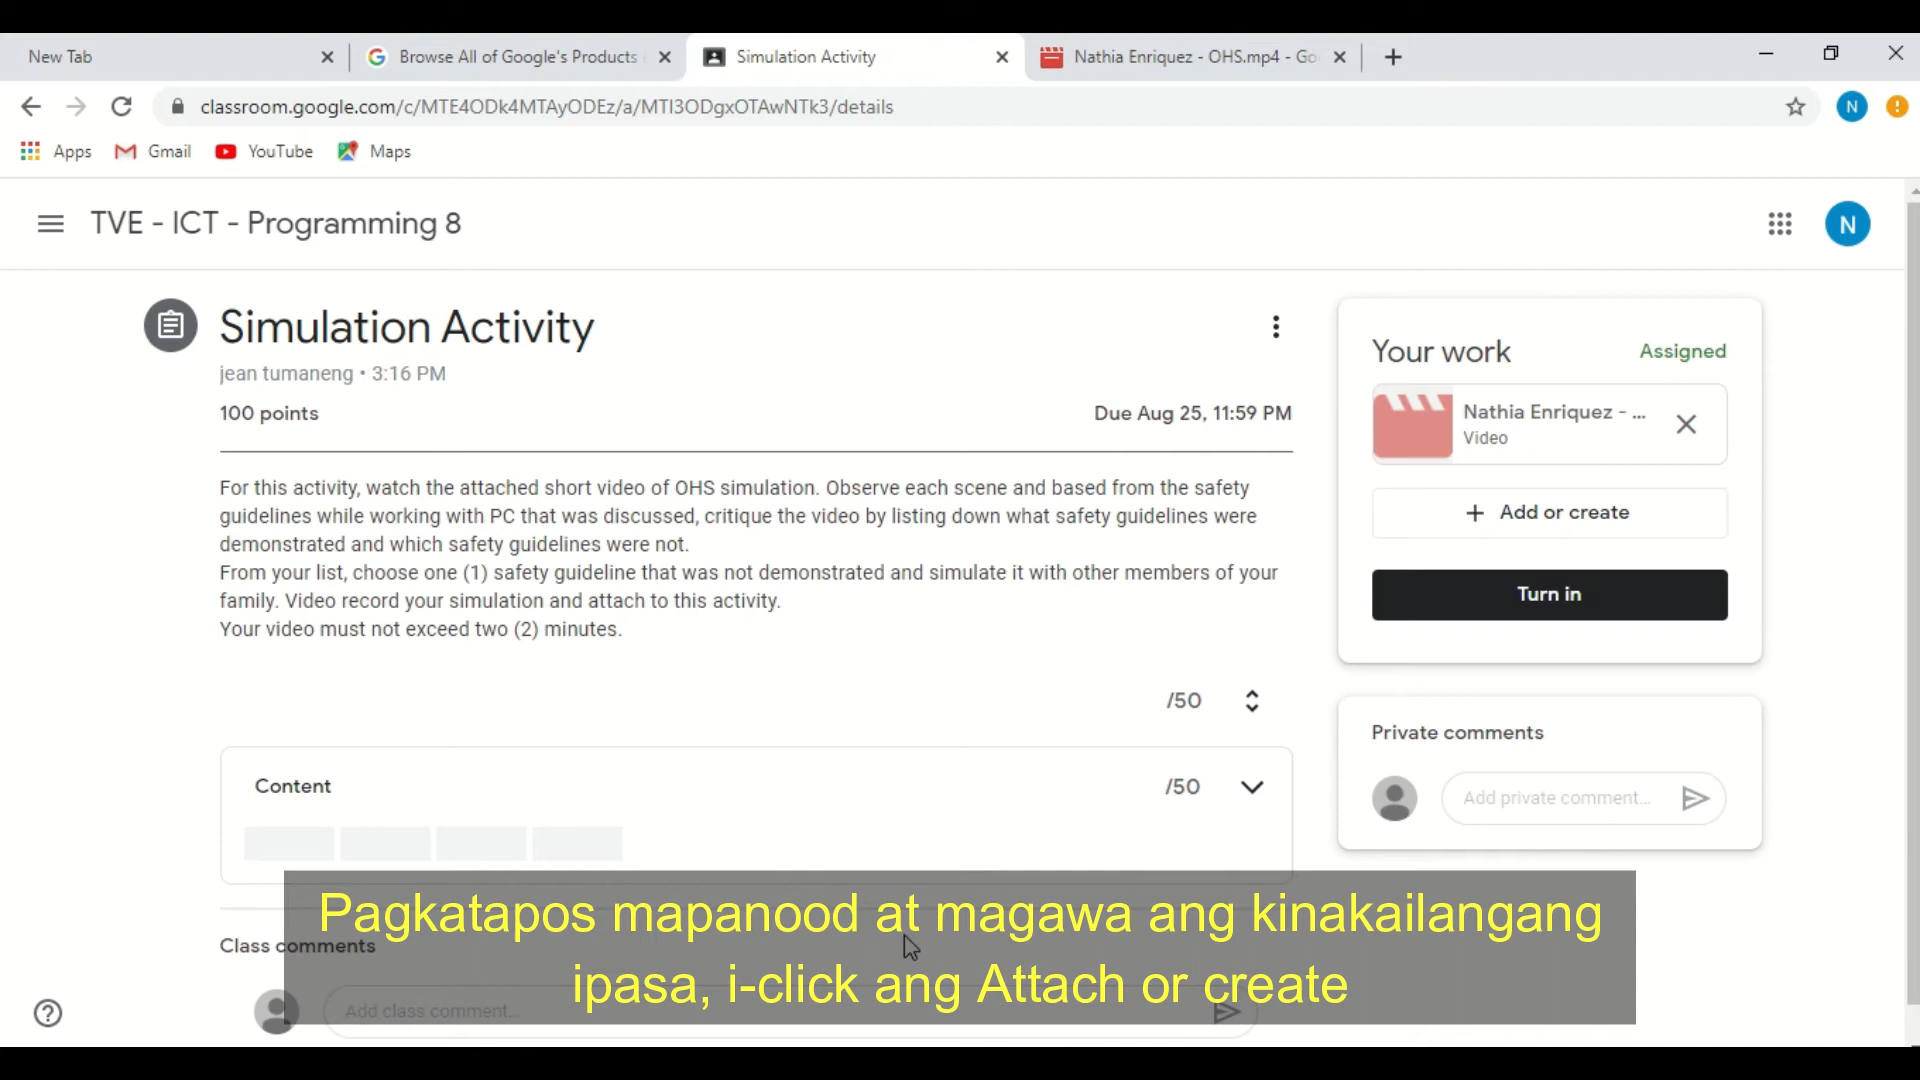 New Tab
Browse All of Google's Products
Simulation Activity
Nathia Enriquez - OHS.mp4 - Go
classroom.google.com/c/MTE4ODk4MTAyODEz/a/MTI3ODgxOTAwNTk3/details
N
Apps
Gmail
YouTube
Maps
TVE - ICT - Programming 8
N
Simulation Activity
jean tumaneng • 3:16 PM
100 points
Due Aug 25, 11:59 PM
For this activity, watch the attached short video of OHS simulation. Observe each scene and based from the safety
guidelines while working with PC that was discussed, critique the video by listing down what safety guidelines were
demonstrated and which safety guidelines were not.
From your list, choose one (1) safety guideline that was not demonstrated and simulate it with other members of your
family. Video record your simulation and attach to this activity.
Your video must not exceed two (2) minutes.
/50
Content
/50
Class comments
Add class comment...
Your work
Assigned
Nathia Enriquez - ...
Video
+ Add or create
Turn in
Private comments
Add private comment...
Pagkatapos mapanood at magawa ang kinakailangang
ipasa, i-click ang Attach or create